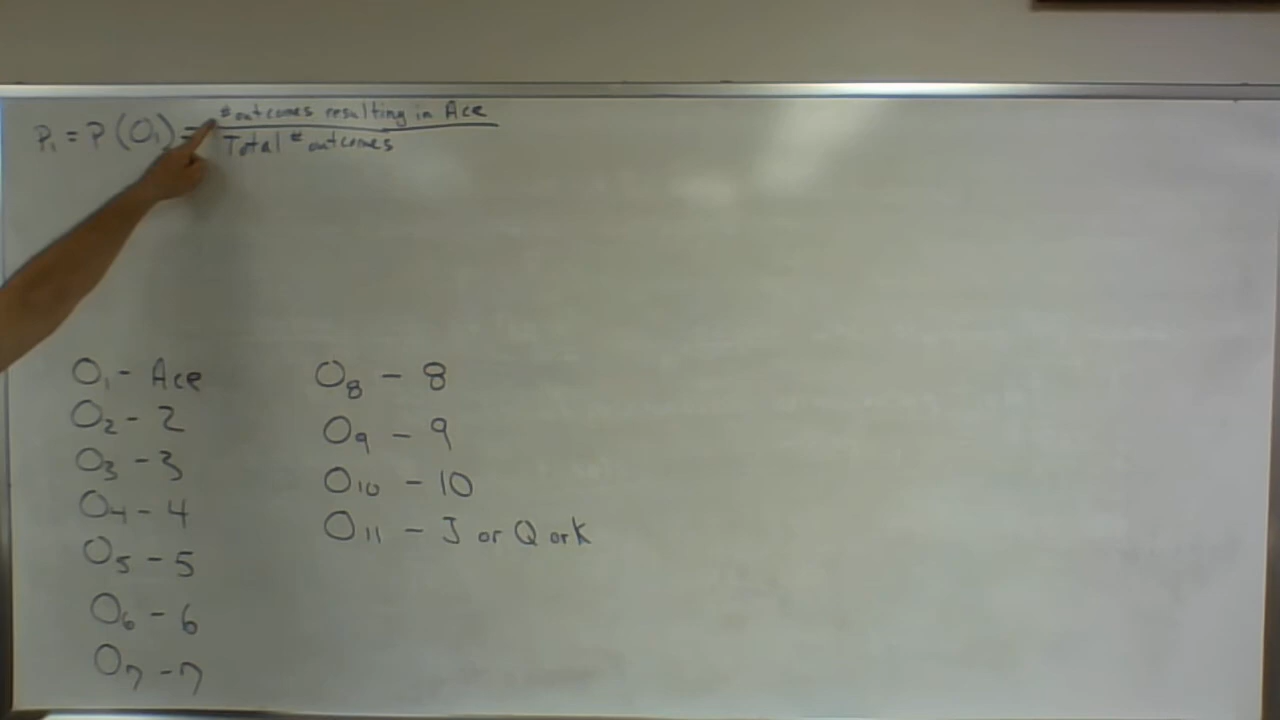 P₁ = P(O₁) = # outcomes resulting in Ace
Total # outcomes
O₁ - Ace
O₂ - 2
O₃ - 3
O₄ - 4
O₅ - 5
O₆ - 6
O₇ - 7
O₈ - 8
O₉ - 9
O₁₀ - 10
O₁₁ - J or Q or K